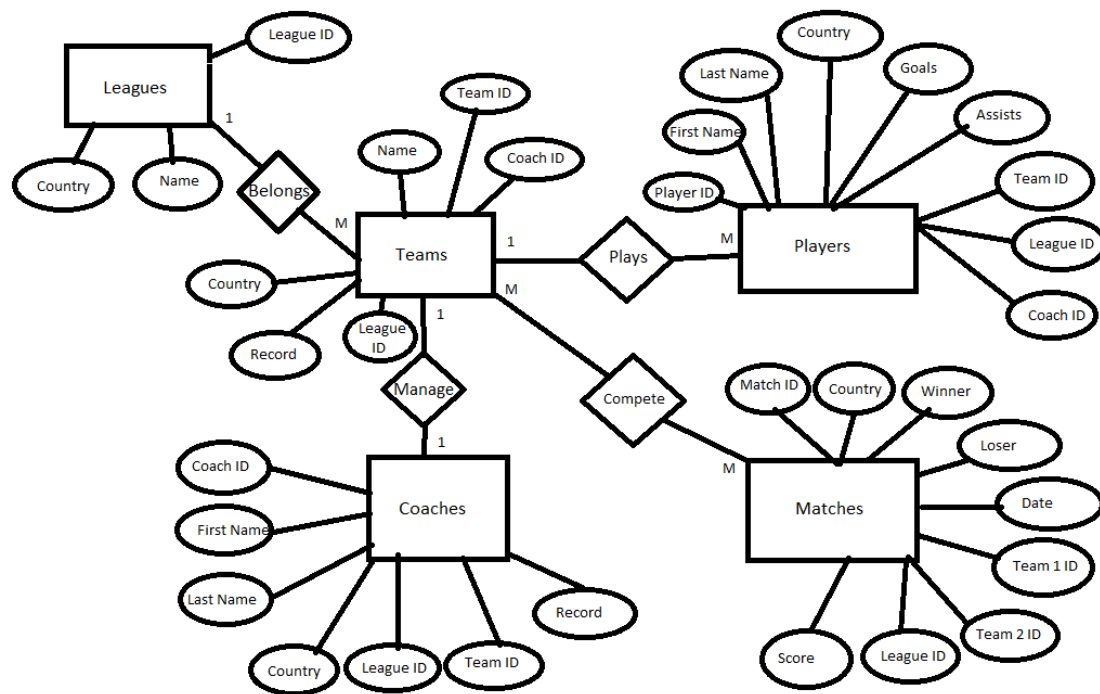 League ID
Leagues
1
Country
Name
Belongs
M
Team ID
Name
Coach ID
Teams
Country
Record
League
ID
1
Plays
M
M
1
Country
Last Name
Goals
First Name
Assists
Player ID
Team ID
Players
League ID
Coach ID
Manage
1
Compete
M
Coach ID
First Name
Last Name
Coaches
Country
League ID
Team ID
Record
Match ID
Country
Winner
Loser
Matches
Date
Team 1 ID
Team 2 ID
League ID
Score